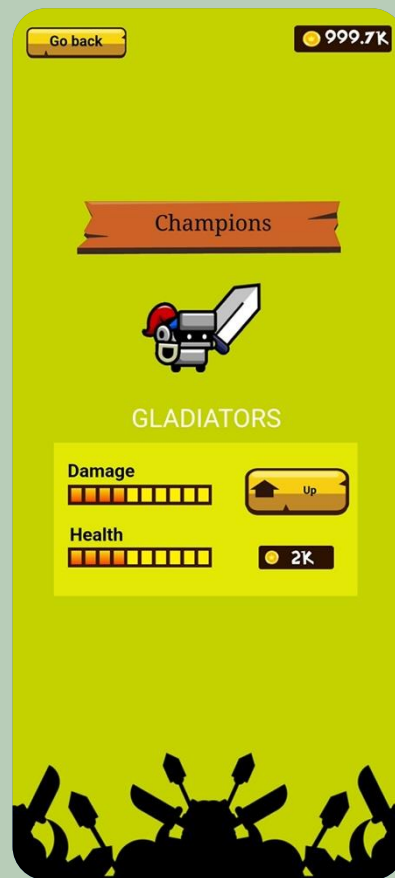 Go back
999.7K
Champions
GLADIATORS
Damage
Up
Health
2K